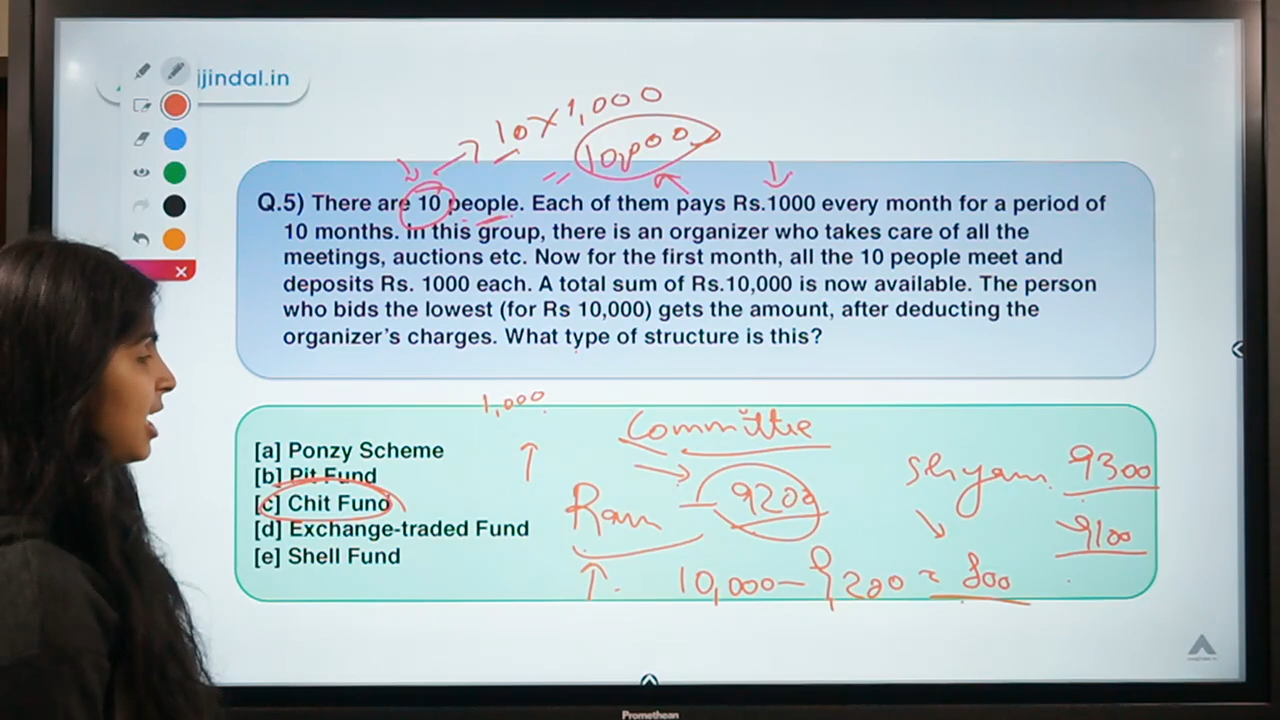 jjindal.in
10 × 1,000
10,000
Q.5) There are 10 people. Each of them pays Rs.1000 every month for a period of
10 months. In this group, there is an organizer who takes care of all the
meetings, auctions etc. Now for the first month, all the 10 people meet and
deposits Rs. 1000 each. A total sum of Rs.10,000 is now available. The person
who bids the lowest (for Rs 10,000) gets the amount, after deducting the
organizer's charges. What type of structure is this?
1,000
Committie
[a] Ponzy Scheme
[b] Pit Fund
[c] Chit Fund
[d] Exchange-traded Fund
[e] Shell Fund
Ram – 9200
Shyam 9300
9100
10,000 – 9,200 = 800
Promethean